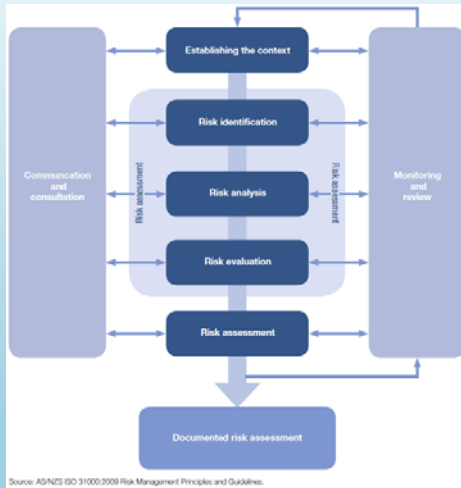 Establishing the context
Risk identification
Communcation
and
consultation
Risk assessment
Risk analysis
Risk assessment
Monitoring
and
review
Risk evaluation
Risk assessment
Documented risk assessment
Source: AS/NZS ISO 31000:2009 Risk Management Principles and Guidelines.